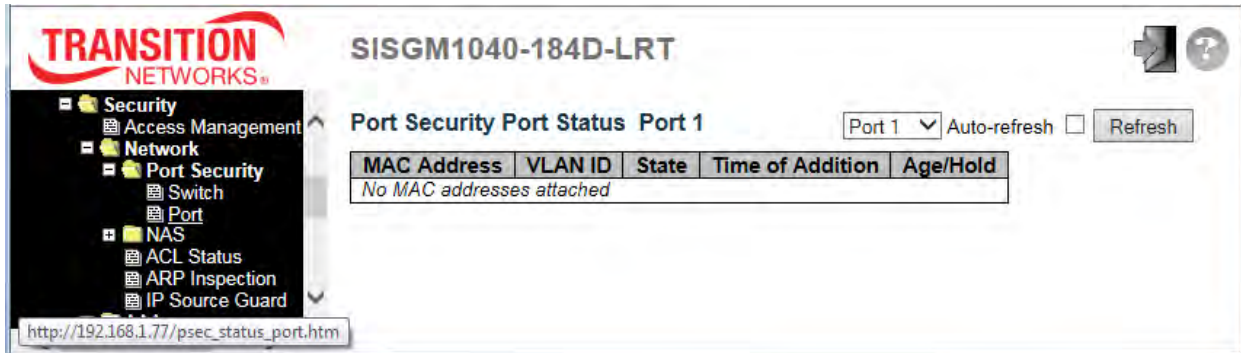 TRANSITION
NETWORKS®
SISGM1040-184D-LRT
?
Security
Access Management
Network
Port Security
Switch
Port
NAS
ACL Status
ARP Inspection
IP Source Guard
http://192.168.1.77/psec_status_port.htm
Port Security Port Status Port 1
Port 1 Auto-refresh Refresh
MAC Address VLAN ID State Time of Addition Age/Hold
No MAC addresses attached